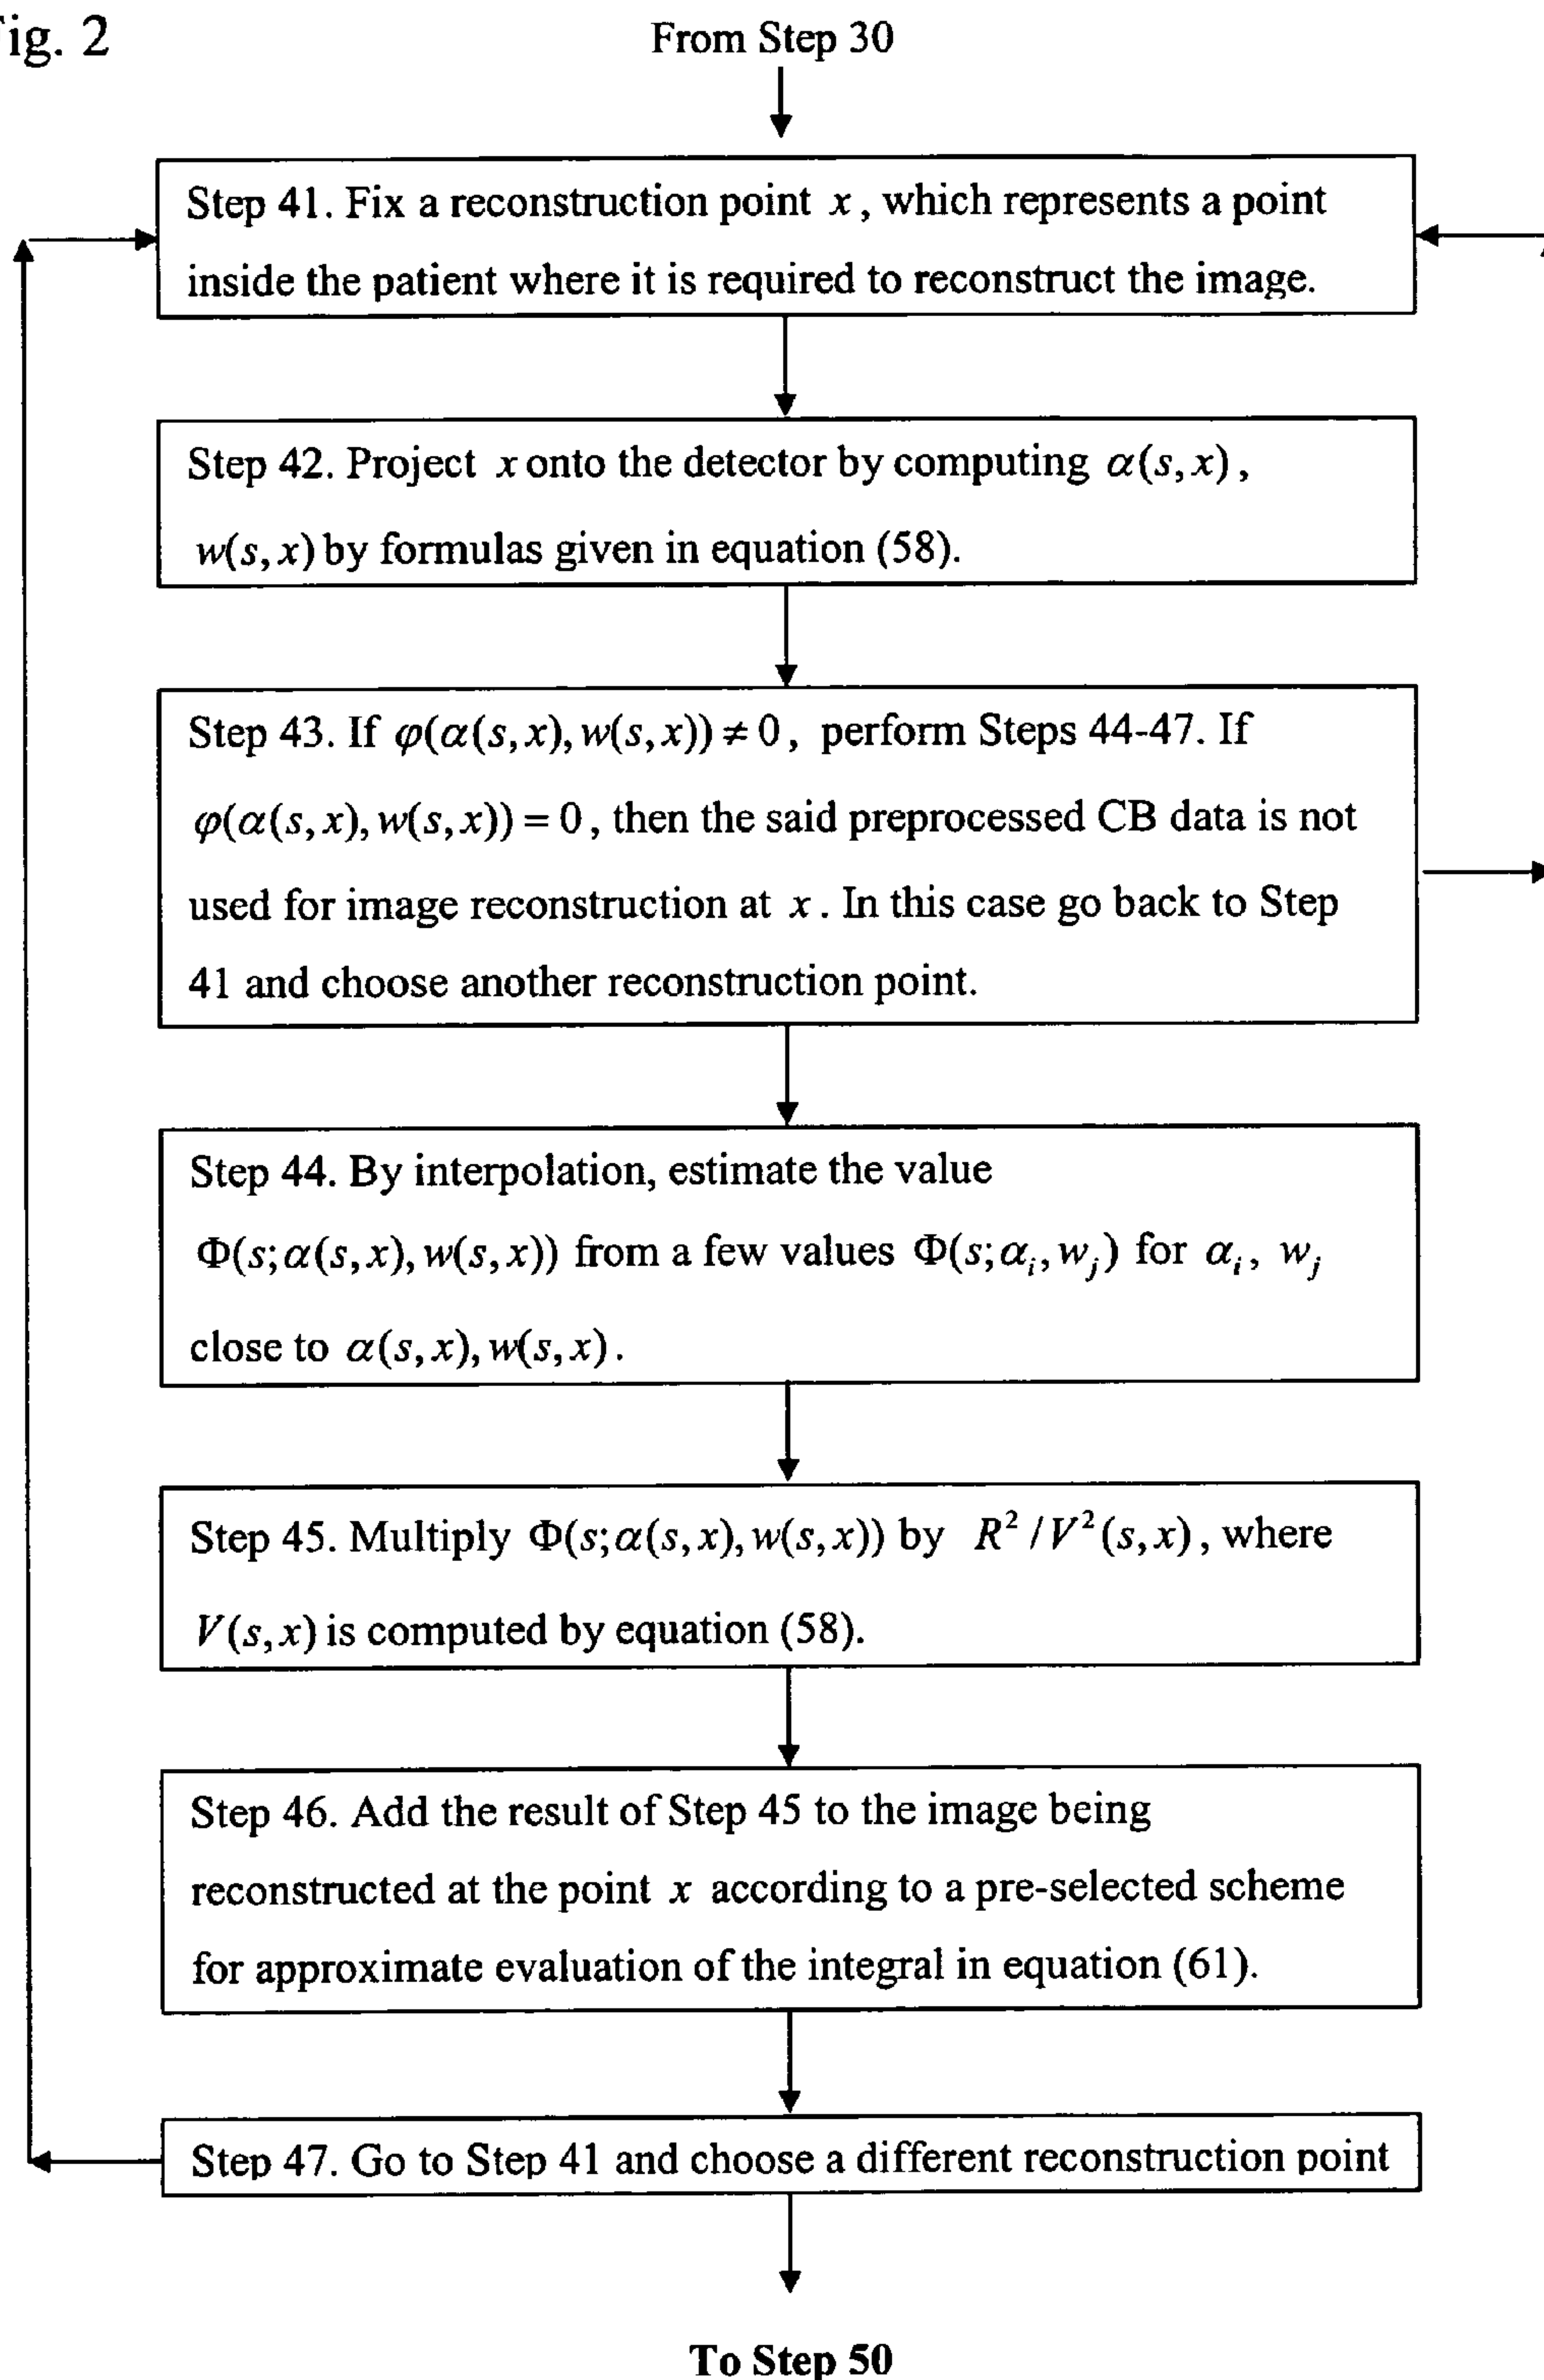 ig. 2
From Step 30
Step 41. Fix a reconstruction point x, which represents a point
inside the patient where it is required to reconstruct the image.
Step 42. Project x onto the detector by computing α(s,x),
w(s,x) by formulas given in equation (58).
Step 43. If φ(α(s,x), w(s,x)) ≠ 0, perform Steps 44-47. If
φ(α(s,x), w(s,x)) = 0, then the said preprocessed CB data is not
used for image reconstruction at x. In this case go back to Step
41 and choose another reconstruction point.
Step 44. By interpolation, estimate the value
Φ(s;α(s,x), w(s,x)) from a few values Φ(s;α_i, w_j) for α_i, w_j
close to α(s,x), w(s,x).
Step 45. Multiply Φ(s;α(s,x), w(s,x)) by R²/V²(s,x), where
V(s,x) is computed by equation (58).
Step 46. Add the result of Step 45 to the image being
reconstructed at the point x according to a pre-selected scheme
for approximate evaluation of the integral in equation (61).
Step 47. Go to Step 41 and choose a different reconstruction point
To Step 50